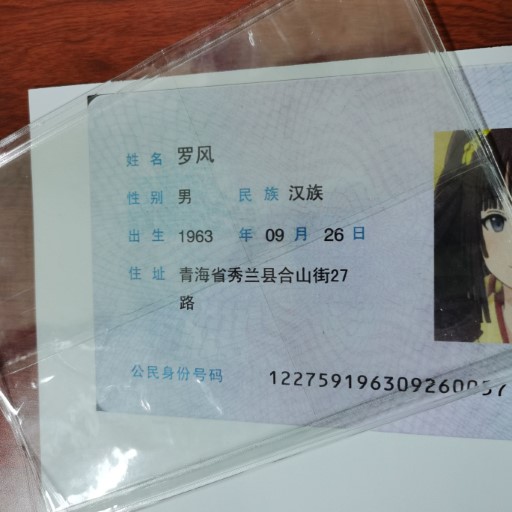 姓名 罗风
性别 男 民族 汉族
出生 1963 年 09 月 26 日
住址 青海省秀兰县合山街27
路
公民身份号码 122759196309260057